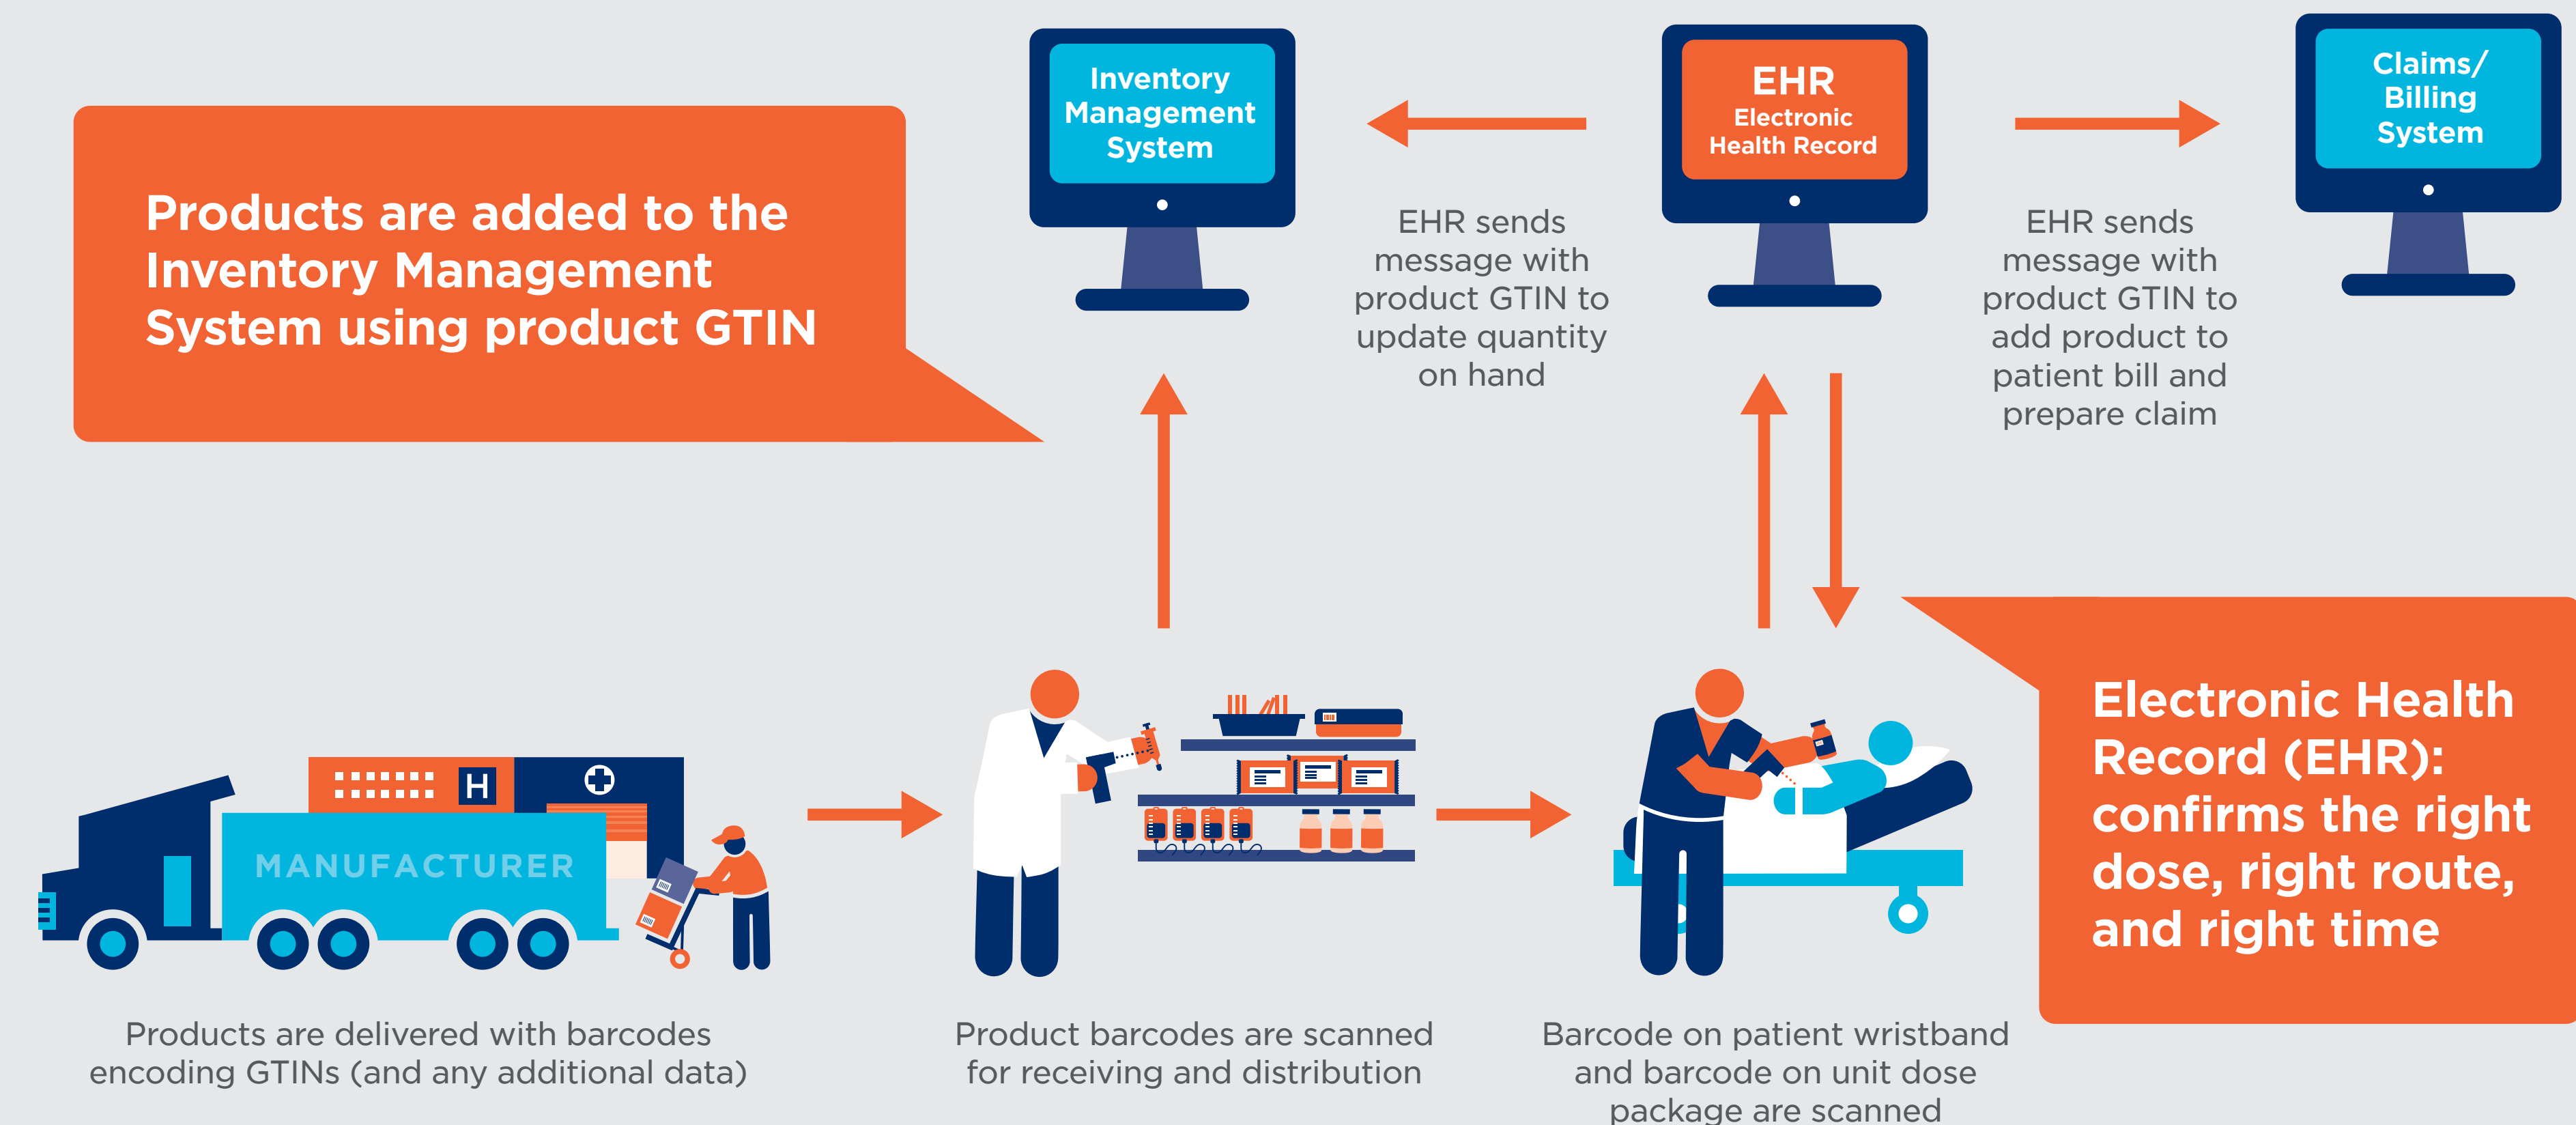 Products are added to the
Inventory Management
System using product GTIN
Inventory
Management
System
EHR sends
message with
product GTIN to
update quantity
on hand
EHR
Electronic
Health Record
EHR sends
message with
product GTIN to
add product to
patient bill and
prepare claim
Claims/
Billing
System
H
MANUFACTURER
Products are delivered with barcodes
encoding GTINs (and any additional data)
Product barcodes are scanned
for receiving and distribution
Barcode on patient wristband
and barcode on unit dose
package are scanned
Electronic Health
Record (EHR):
confirms the right
dose, right route,
and right time